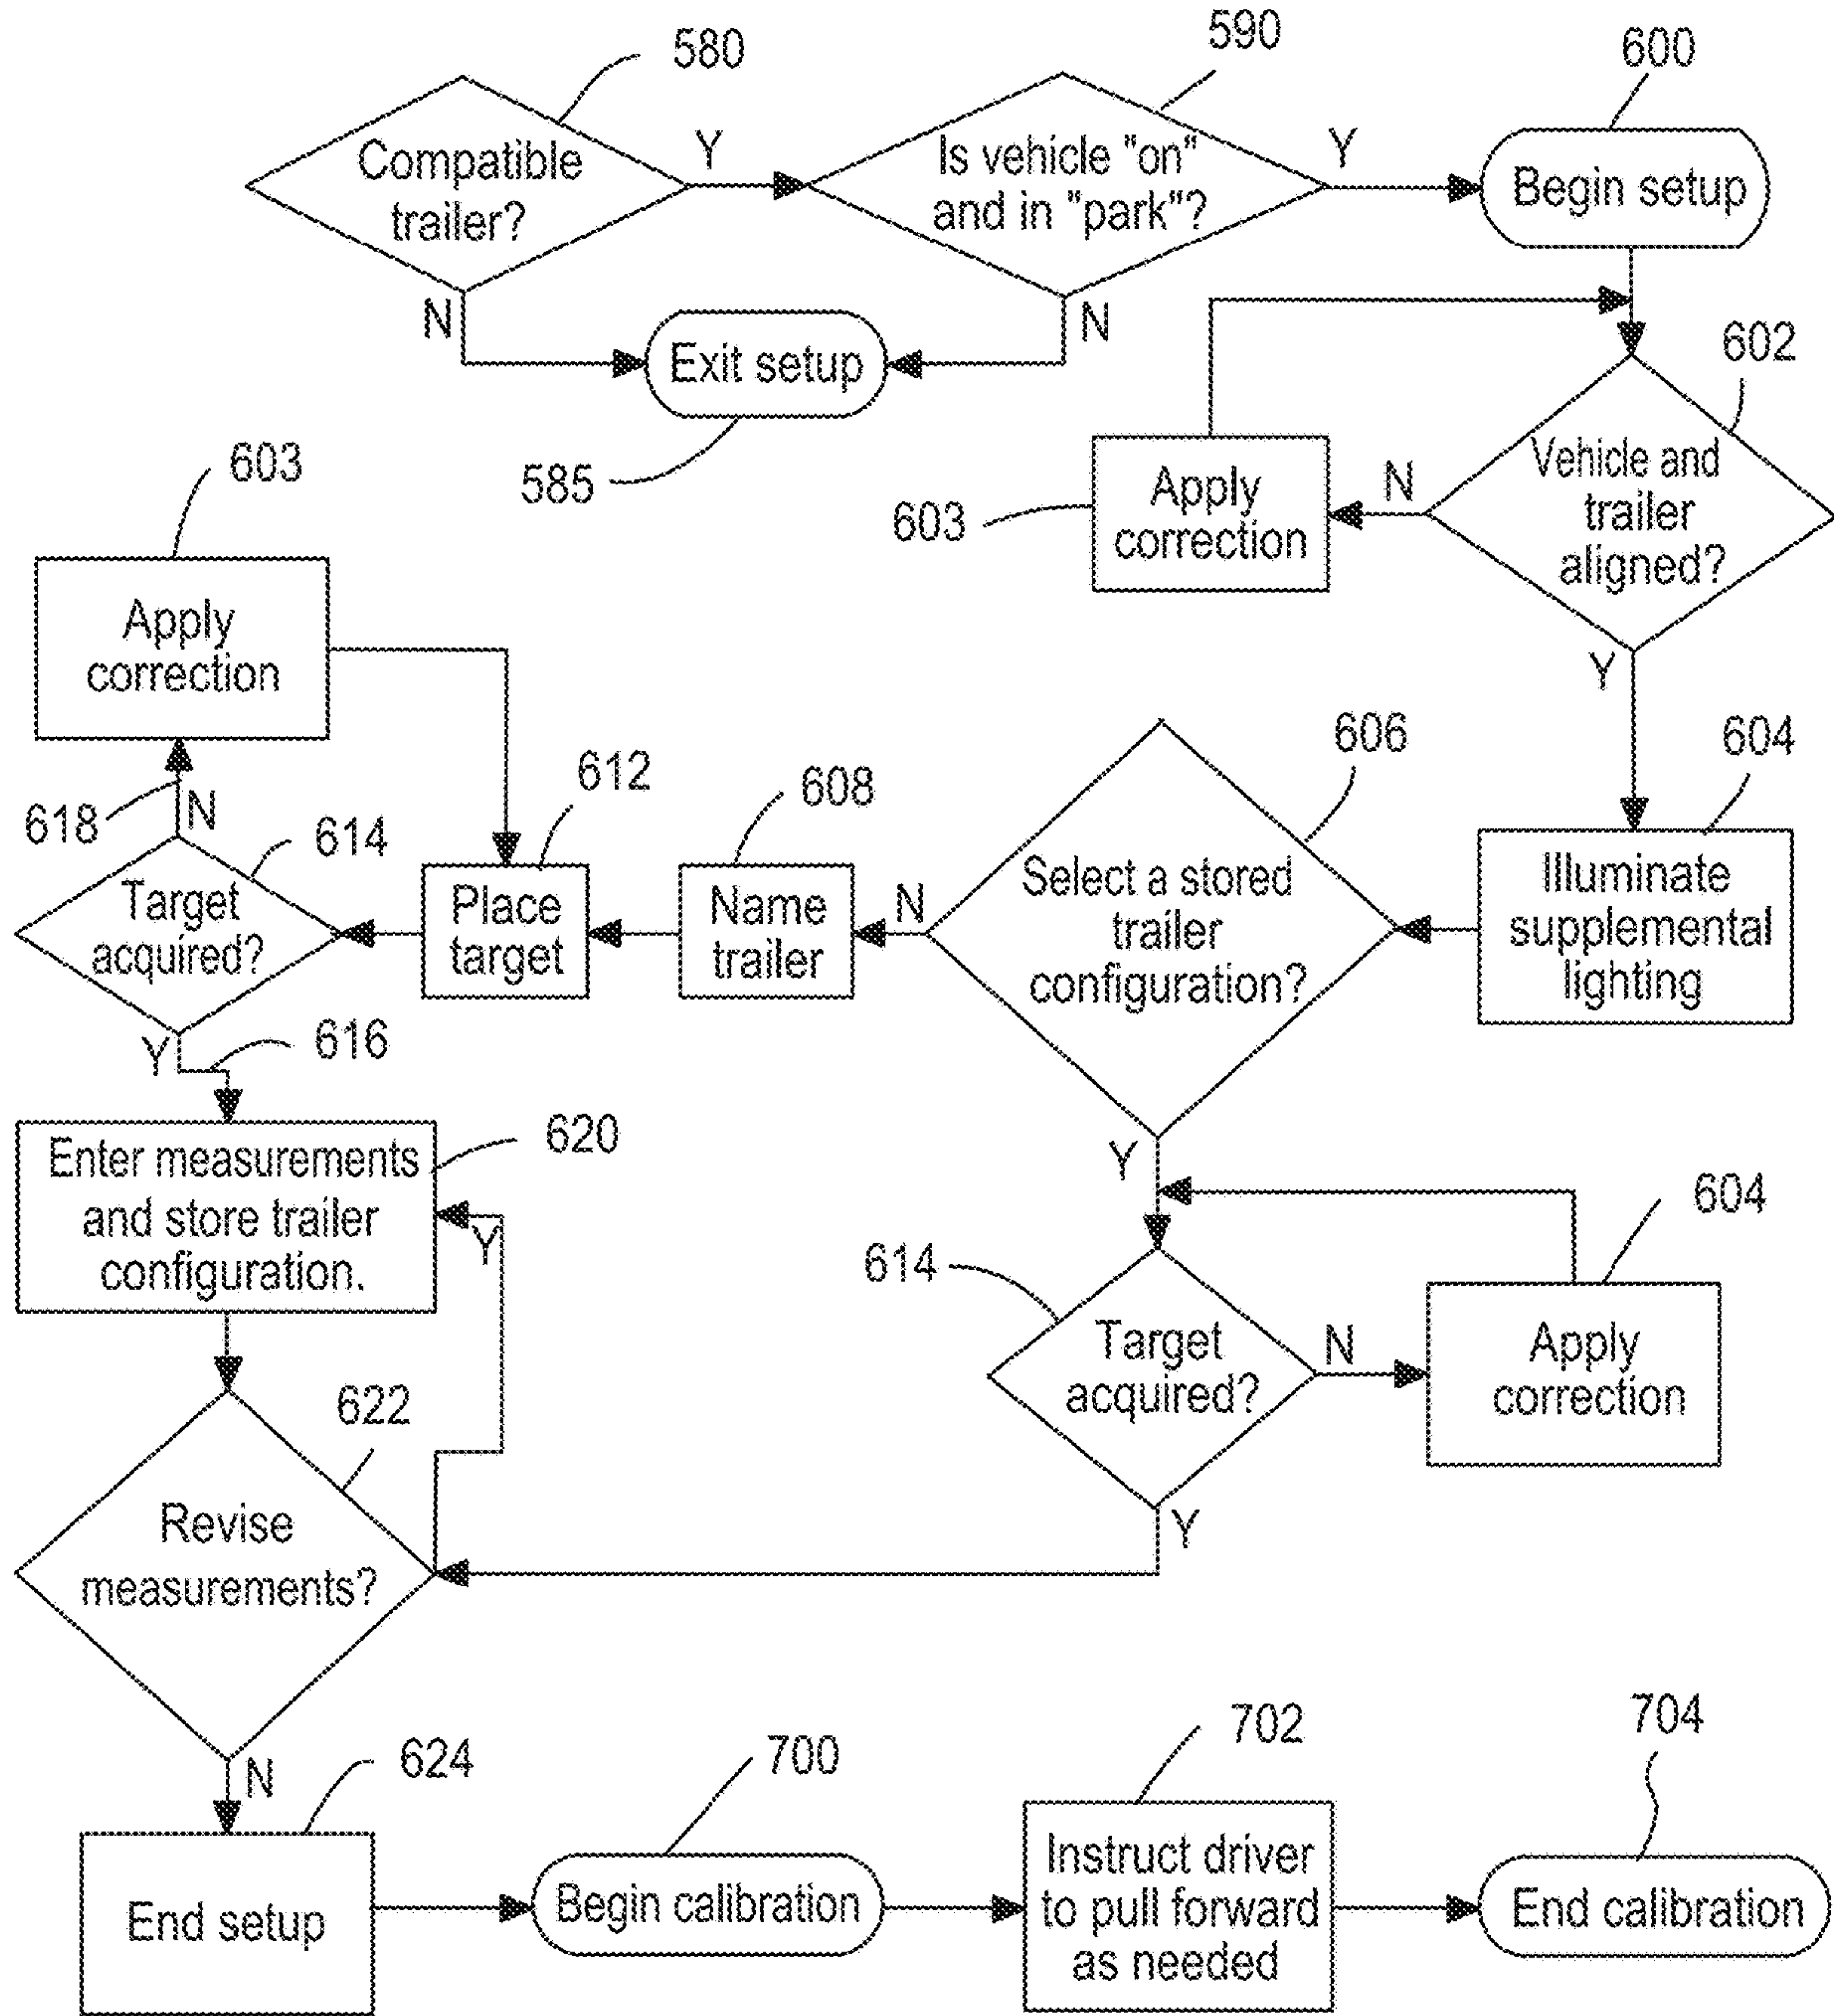 580
590
600
Compatible
trailer?
Y
Is vehicle "on"
and in "park"?
Y
Begin setup
N
Exit setup
N
585
602
Vehicle and
trailer
aligned?
N
Apply
correction
603
Y
603
Apply
correction
618
N
614
Target
acquired?
612
Place
target
608
Name
trailer
N
606
Select a stored
trailer
configuration?
604
Illuminate
supplemental
lighting
Y
616
Y
620
Enter measurements
and store trailer
configuration.
Y
614
Target
acquired?
N
604
Apply
correction
Y
622
Revise
measurements?
N
624
End setup
700
Begin calibration
702
Instruct driver
to pull forward
as needed
704
End calibration